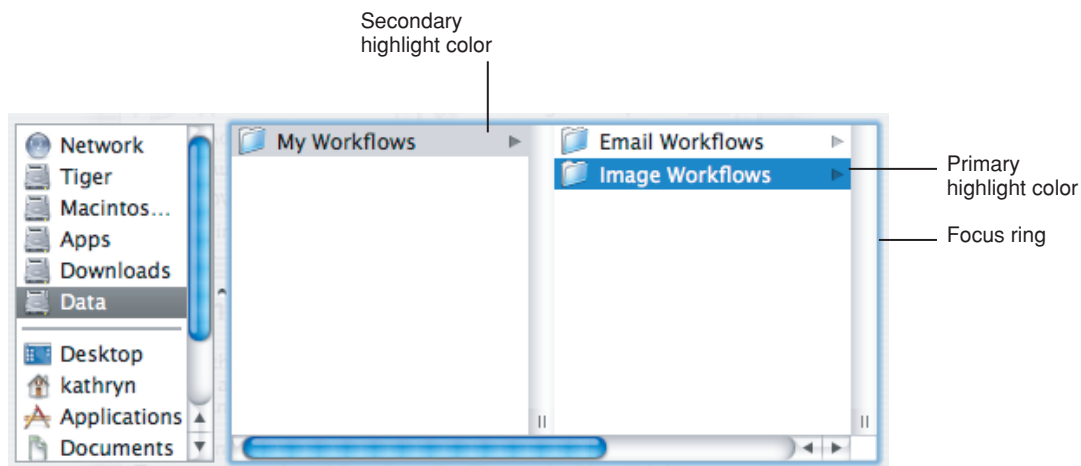 Secondary
highlight color
Network
Tiger
Macintos...
Apps
Downloads
Data
Desktop
kathryn
Applications
Documents
My Workflows
Email Workflows
Image Workflows
Primary
highlight color
Focus ring